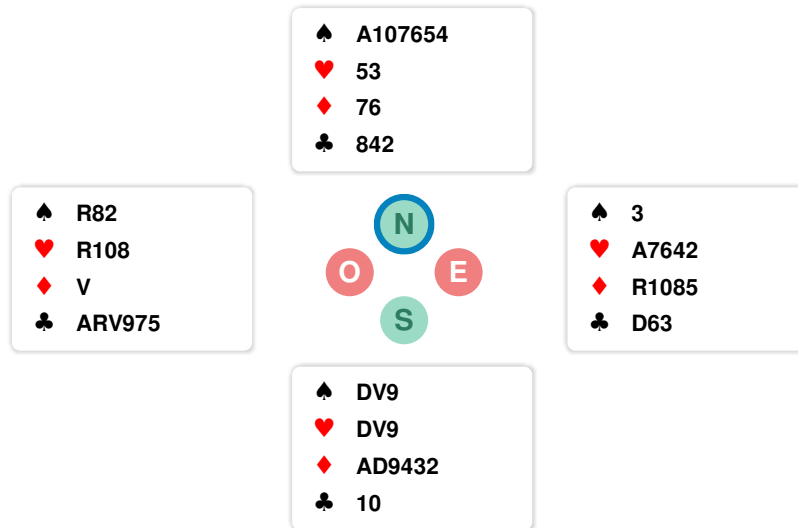 ♠ A107654
♥ 53
♦ 76
♣ 842
♠ R82
♥ R108
♦ V
♣ ARV975
N
O E
S
♠ 3
♥ A7642
♦ R1085
♣ D63
♠ DV9
♥ DV9
♦ AD9432
♣ 10